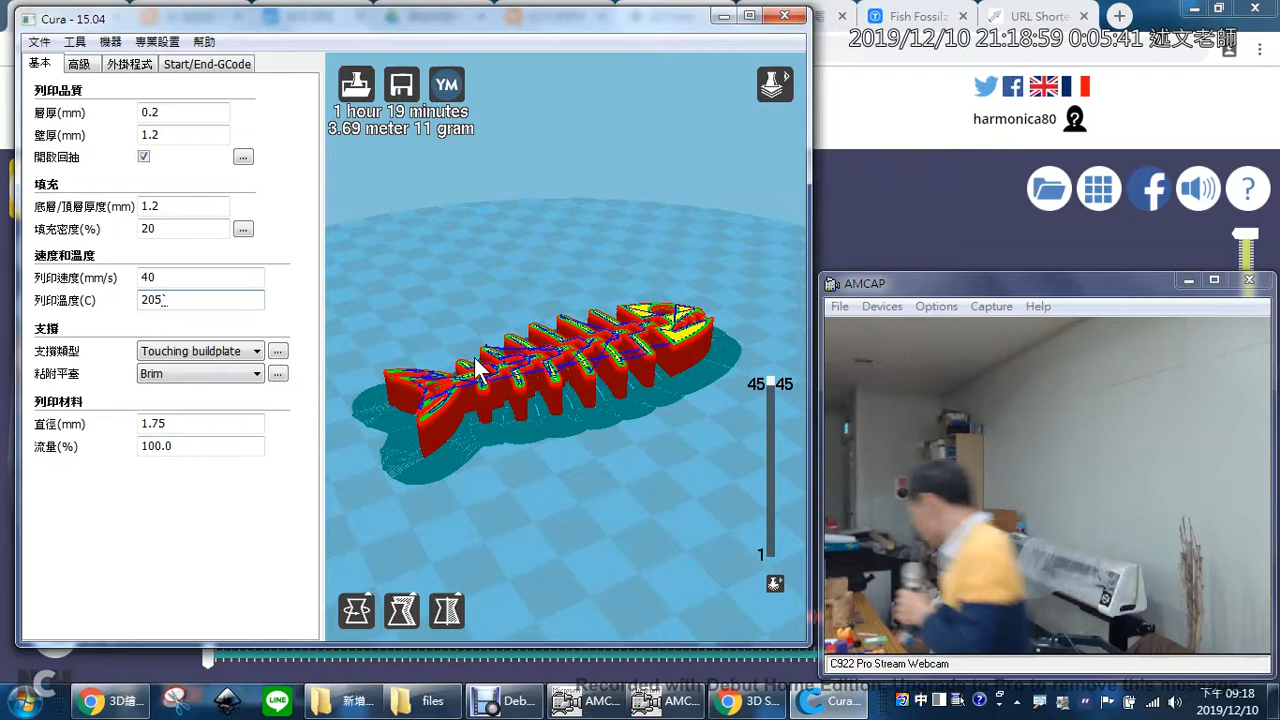 Cura - 15.04
Fish Fossilz
URL Shorte
2019/12/10 21:18:59 0:05:41 述文老師
文件 工具 機器 專業設置 帮助
基本 高級 外掛程式 Start/End-GCode
harmonica80
列印品質
層厚(mm) 0.2
壁厚(mm) 1.2
開啟回抽 ...
填充
底層/頂層厚度(mm) 1.2
填充密度(%) 20 ...
速度和溫度
列印速度(mm/s) 40
列印溫度(C) 205`
支撐
支撐類型 Touching buildplate ...
粘附平臺 Brim ...
列印材料
直徑(mm) 1.75
流量(%) 100.0
YM
1 hour 19 minutes
3.69 meter 11 gram
45 45
1
?
AMCAP
File Devices Options Capture Help
C922 Pro Stream Webcam
Recorded with Debut Home Edition. Upgrade to Pro to remove this message.
3D信... LINE 新增... files Deb... AMC... AMC... 3D S... Cura... 中 下午 09:18
2019/12/10